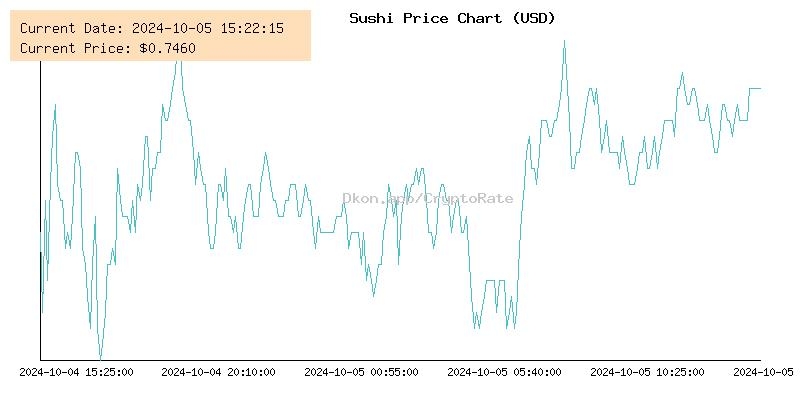 Sushi Price Chart (USD)
Current Date: 2024-10-05 15:22:15
Current Price: $0.7460
Dkon.app/CryptoRate
2024-10-04 15:25:00 2024-10-04 20:10:00 2024-10-05 00:55:00 2024-10-05 05:40:00 2024-10-05 10:25:00 2024-10-05